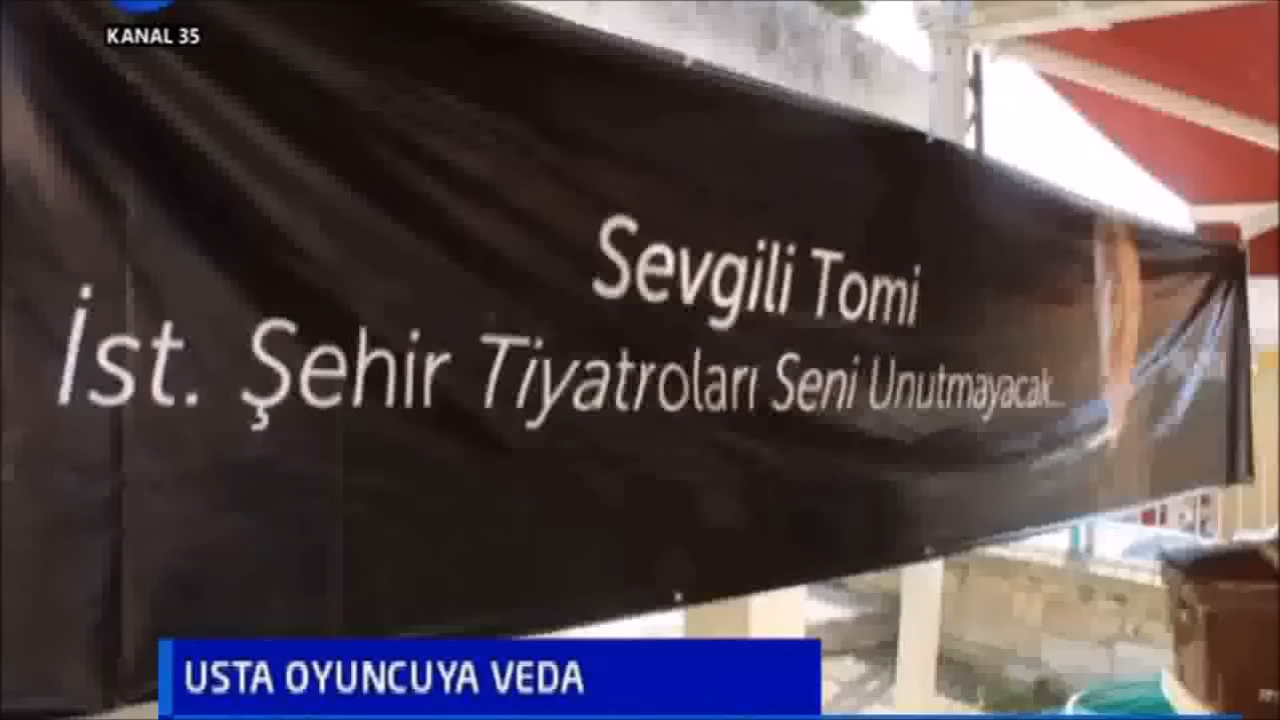 KANAL 35
Sevgili Tomi
İst. Şehir Tiyatroları Seni Unutmayacak...
USTA OYUNCUYA VEDA